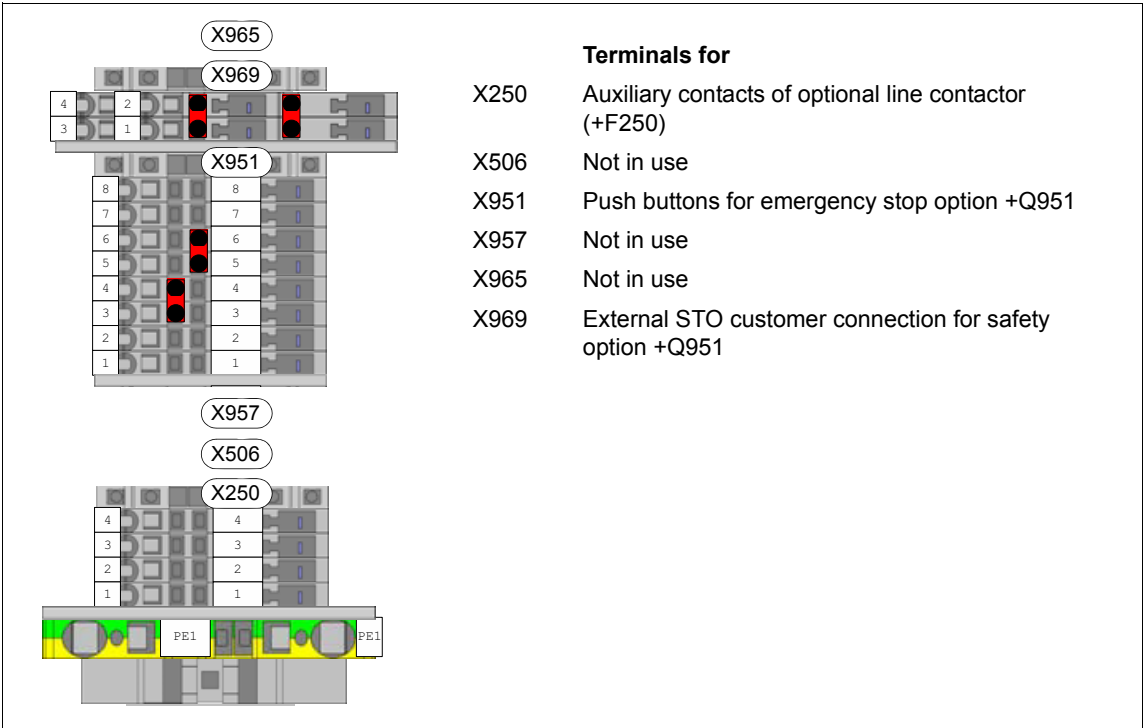 X965
X969
4 2
3 1
X951
8 8
7 7
6 6
5 5
4 4
3 3
2 2
1 1
X957
X506
X250
4 4
3 3
2 2
1 1
PE1 PE1
Terminals for
X250 Auxiliary contacts of optional line contactor
(+F250)
X506 Not in use
X951 Push buttons for emergency stop option +Q951
X957 Not in use
X965 Not in use
X969 External STO customer connection for safety
option +Q951